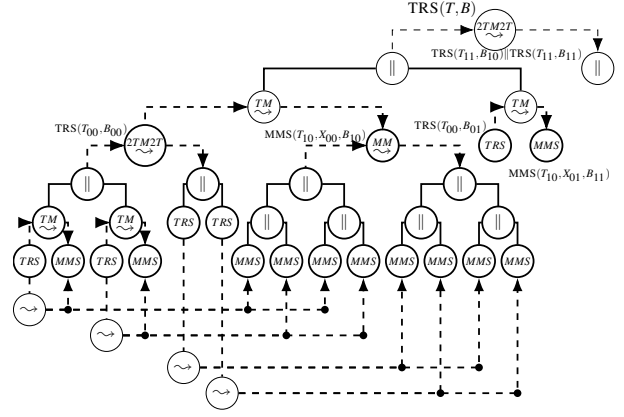 TRS(T,B)
2TM2T
TRS(T₁₁,B₁₀)||TRS(T₁₁,B₁₁)
|| ||
TM TM
TRS(T₀₀,B₀₀) 2TM2T MMS(T₁₀,X₀₀,B₁₀) MM TRS(T₀₀,B₀₁) TRS MMS
MMS(T₁₀,X₀₁,B₁₁)
|| || || ||
TM TM TRS TRS || || || ||
TRS MMS TRS MMS MMS MMS MMS MMS MMS MMS MMS MMS